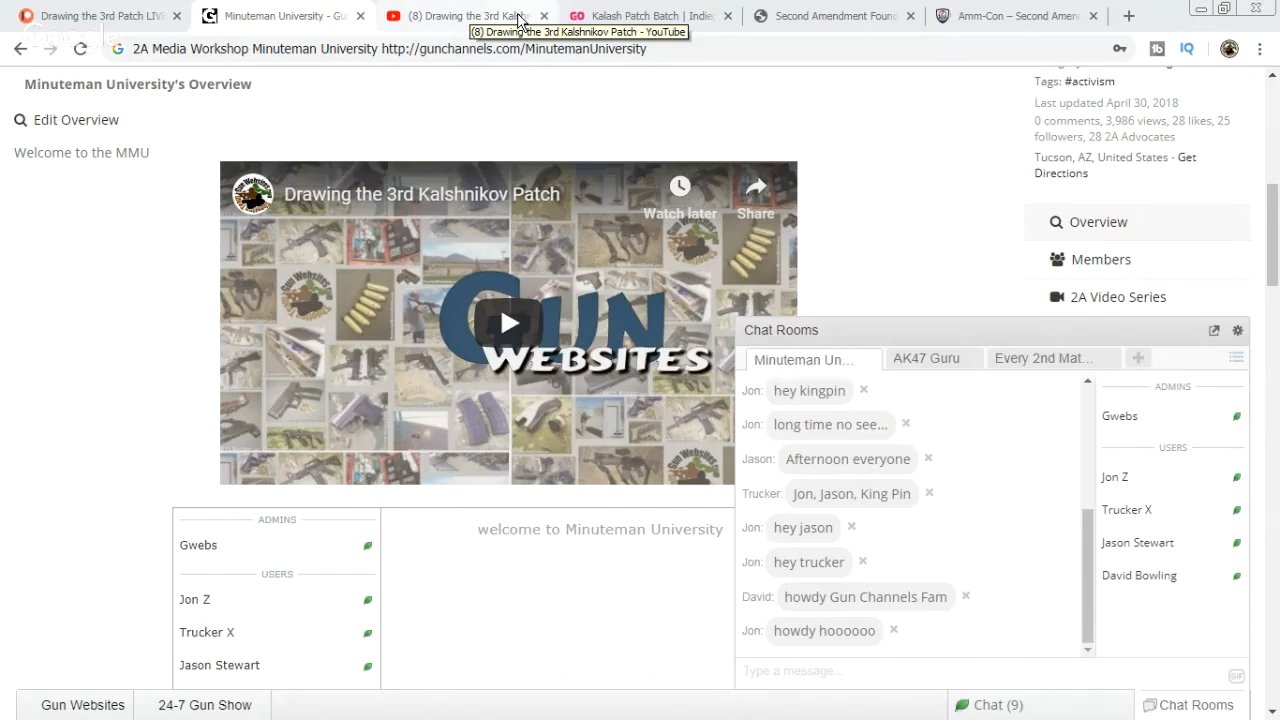 Drawing the 3rd Patch LIVE
Minuteman University - Gu
(8) Drawing the 3rd Kalsh
Kalash Patch Batch | Indieg
Second Amendment Found
Amm-Con – Second Amen
(8) Drawing the 3rd Kalshnikov Patch - YouTube
2A Media Workshop Minuteman University http://gunchannels.com/MinutemanUniversity
Minuteman University's Overview
Edit Overview
Welcome to the MMU
Drawing the 3rd Kalshnikov Patch
Watch later
Share
GUN
WEBSITES
Tags: #activism
Last updated April 30, 2018
0 comments, 3,986 views, 28 likes, 25
followers, 28 2A Advocates
Tucson, AZ, United States - Get
Directions
Overview
Members
2A Video Series
Chat Rooms
Minuteman Un...
AK47 Guru
Every 2nd Mat...
Jon: hey kingpin
Jon: long time no see...
Jason: Afternoon everyone
Trucker: Jon, Jason, King Pin
Jon: hey jason
Jon: hey trucker
David: howdy Gun Channels Fam
Jon: howdy hoooooo
Type a message...
GIF
ADMINS
Gwebs
USERS
Jon Z
Trucker X
Jason Stewart
David Bowling
ADMINS
Gwebs
USERS
Jon Z
Trucker X
Jason Stewart
welcome to Minuteman University
Gun Websites
24-7 Gun Show
Chat (9)
Chat Rooms